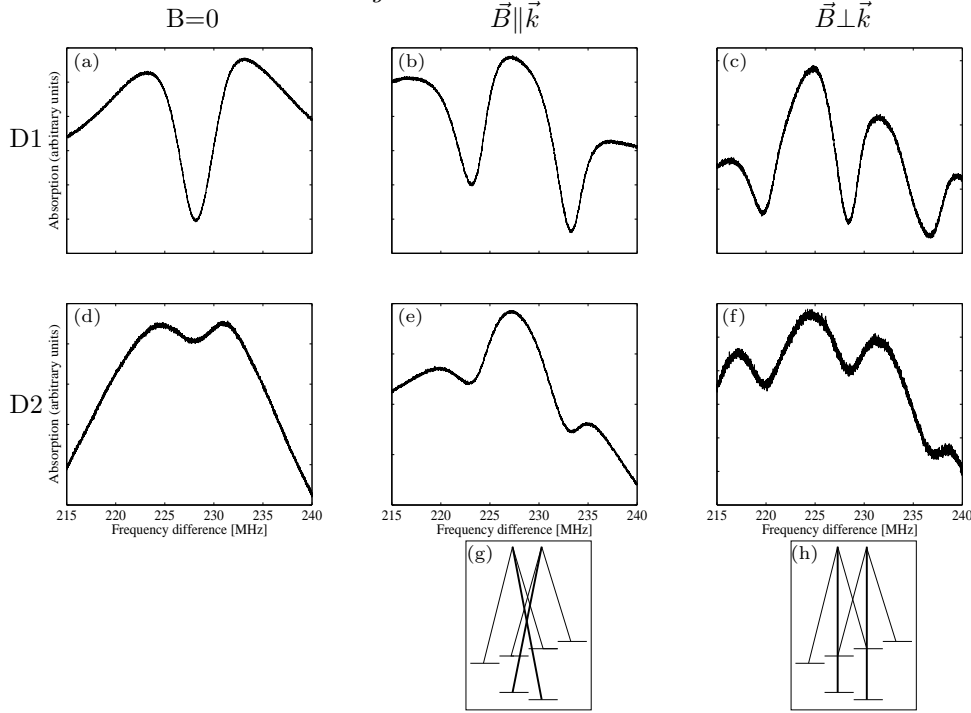 B=0
B⃗∥k⃗
B⃗⊥k⃗
D1
Absorption (arbitrary units)
(a)
(b)
(c)
D2
Absorption (arbitrary units)
(d)
(e)
(f)
215 220 225 230 235 240
215 220 225 230 235 240
215 220 225 230 235 240
Frequency difference [MHz]
Frequency difference [MHz]
Frequency difference [MHz]
(g)
(h)